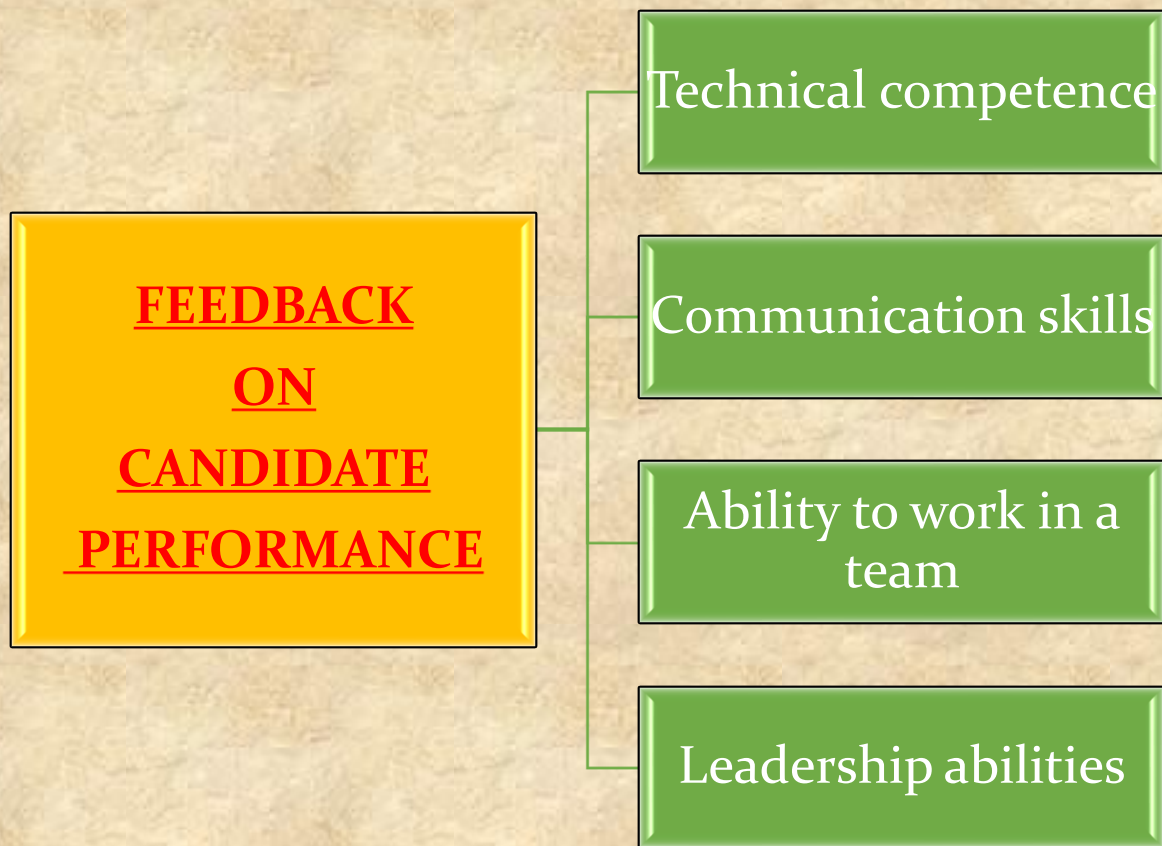 FEEDBACK
ON
CANDIDATE
PERFORMANCE
Technical competence
Communication skills
Ability to work in a
team
Leadership abilities